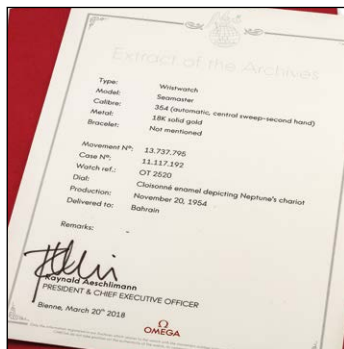 Extract of the Archives
Type: Wristwatch
Model: Seamaster
Calibre: 354 (automatic, central sweep-second hand)
Metal: 18K solid gold
Bracelet: Not mentioned
Movement N°: 13.737.795
Case N°: 11.117.192
Watch ref.: OT 2520
Dial: Cloisonné enamel depicting Neptune's chariot
Production: November 20, 1954
Delivered to: Bahrain
Remarks: -
Raynald Aeschlimann
PRESIDENT & CHIEF EXECUTIVE OFFICER
Bienne, March 20th 2018
Ω
OMEGA